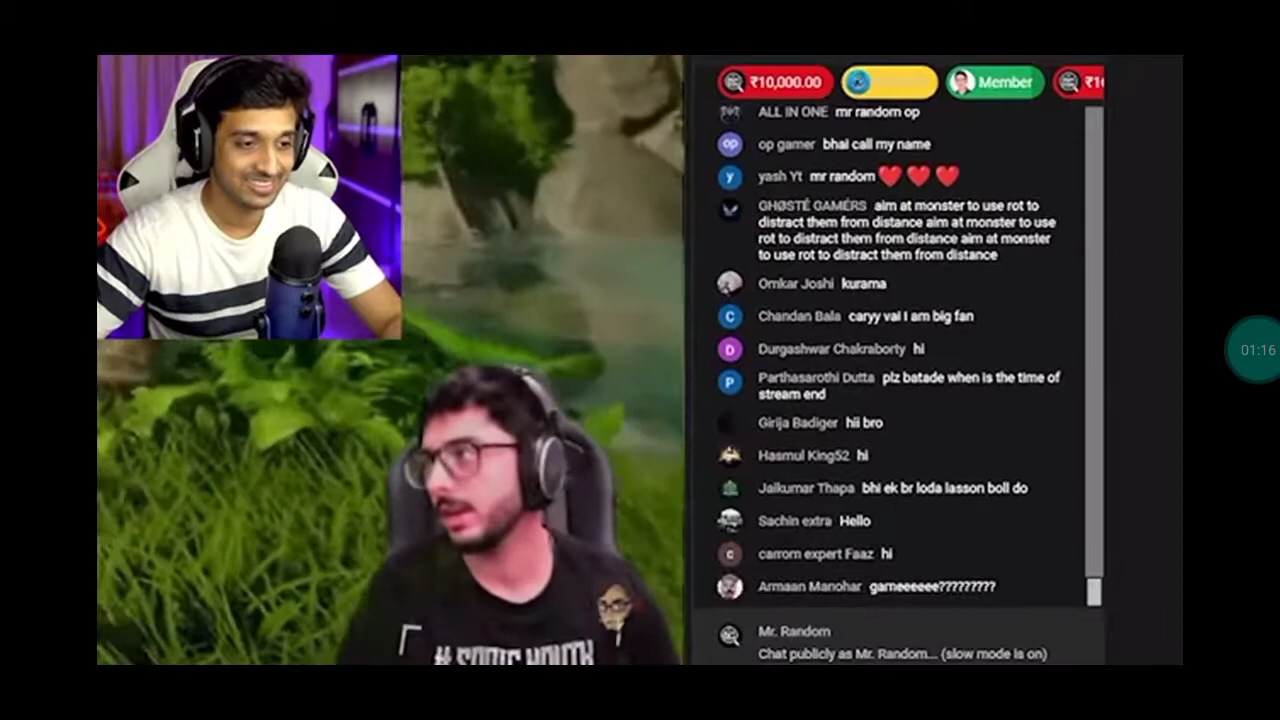 ₹10,000.00 Member ₹1
ALL IN ONE mr random op
op op gamer bhai call my name
y yash Yt mr random
GHØSTÉ GAMÉRS aim at monster to use rot to
distract them from distance aim at monster to use
rot to distract them from distance aim at monster
to use rot to distract them from distance
Omkar Joshi kurama
C Chandan Bala caryy vai I am big fan
D Durgashwar Chakraborty hi
P Parthasarothi Dutta plz batade when is the time of
stream end
01:16
Girija Badiger hii bro
Hasmul King52 hi
Jaikumar Thapa bhi ek br loda lasson boll do
Sachin extra Hello
c carrom expert Faaz hi
Armaan Manohar gameeeeee?????????
Mr. Random
Chat publicly as Mr. Random... (slow mode is on)